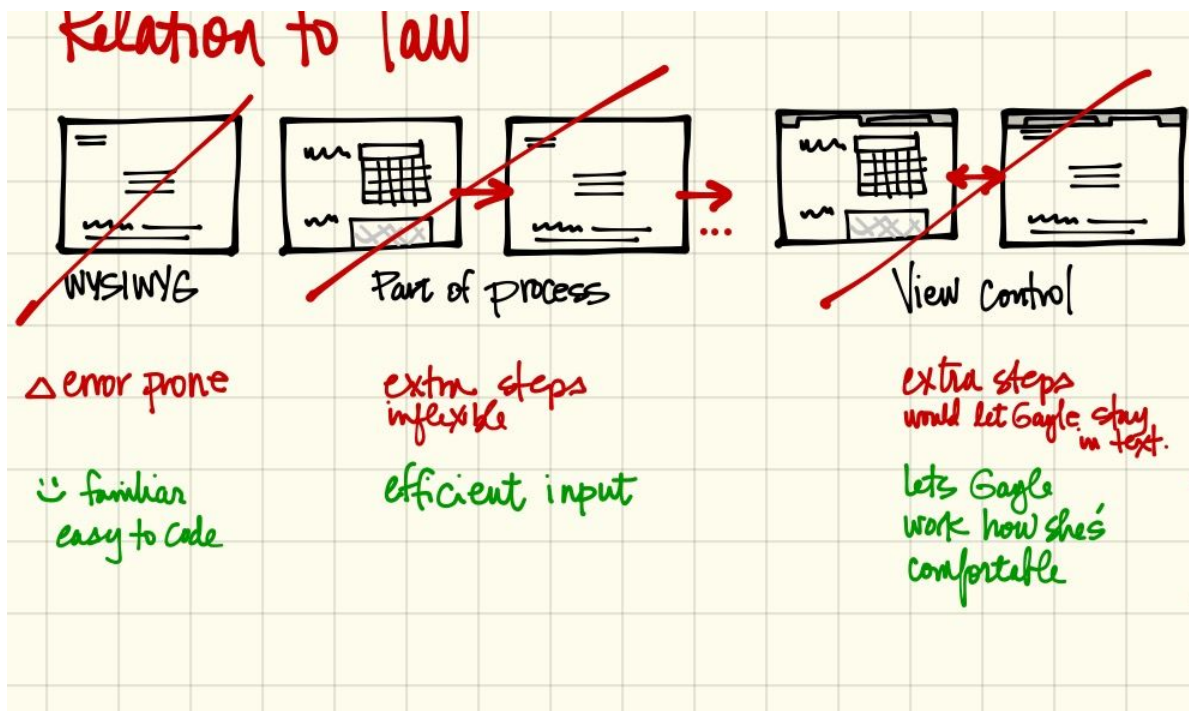 Relation to law
WYSIWYG
Part of process
View Control
△ error prone
extra steps
inflexible
extra steps
would let Gayle stay
in text.
familiar
easy to code
efficient input
lets Gayle
work how she's
comfortable